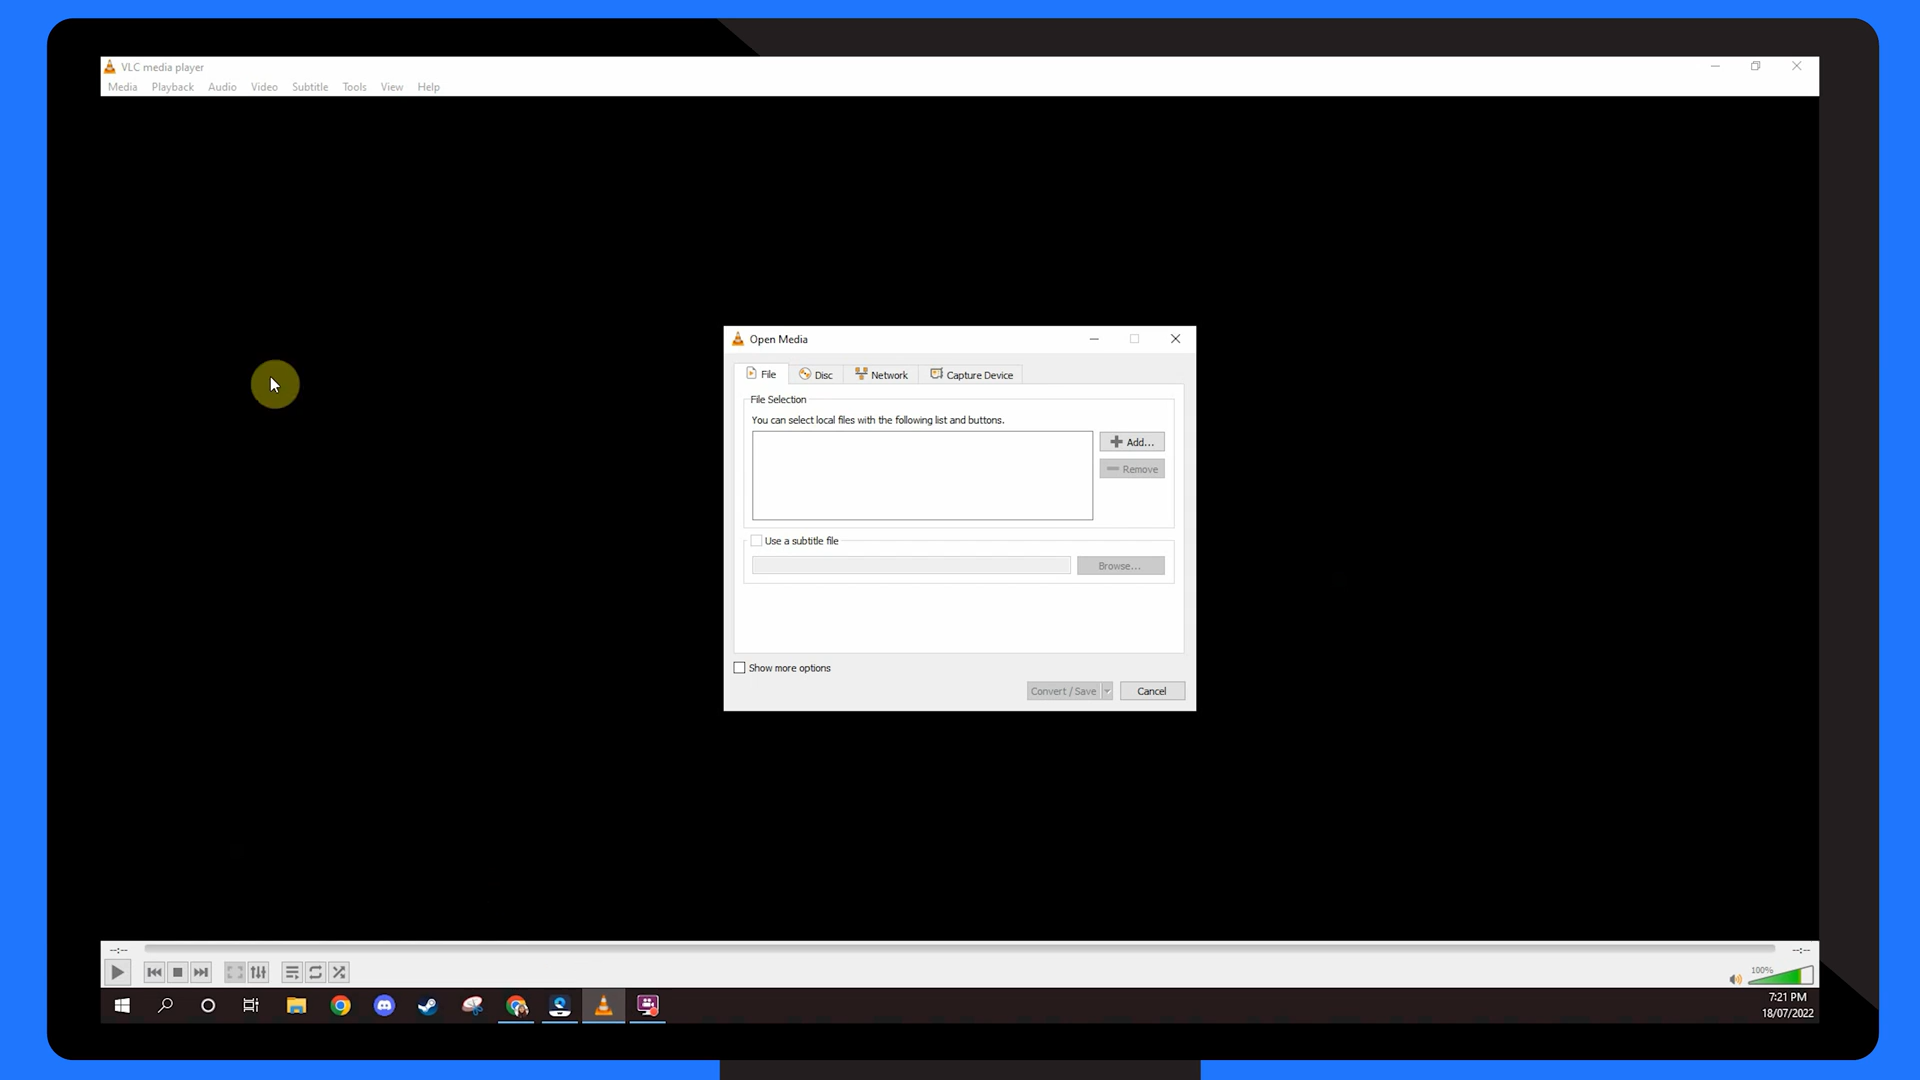 VLC media player
Media Playback Audio Video Subtitle Tools View Help
Open Media
File Disc Network Capture Device
File Selection
You can select local files with the following list and buttons.
Add...
Remove
Use a subtitle file
Browse...
Show more options
Convert / Save Cancel
--:-- --:--
100%
7:21 PM
18/07/2022